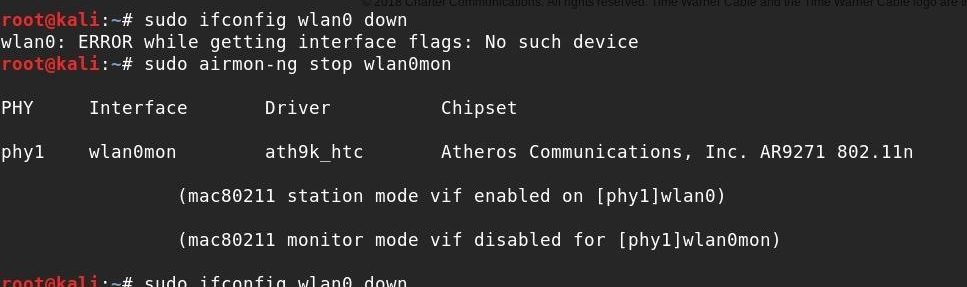 © 2018 Charter Communications. All rights reserved. Time Warner Cable and the Time Warner Cable logo are
root@kali:~# sudo ifconfig wlan0 down
wlan0: ERROR while getting interface flags: No such device
root@kali:~# sudo airmon-ng stop wlan0mon
PHY Interface Driver Chipset
phy1 wlan0mon ath9k_htc Atheros Communications, Inc. AR9271 802.11n
(mac80211 station mode vif enabled on [phy1]wlan0)
(mac80211 monitor mode vif disabled for [phy1]wlan0mon)
root@kali:~# sudo ifconfig wlan0 down